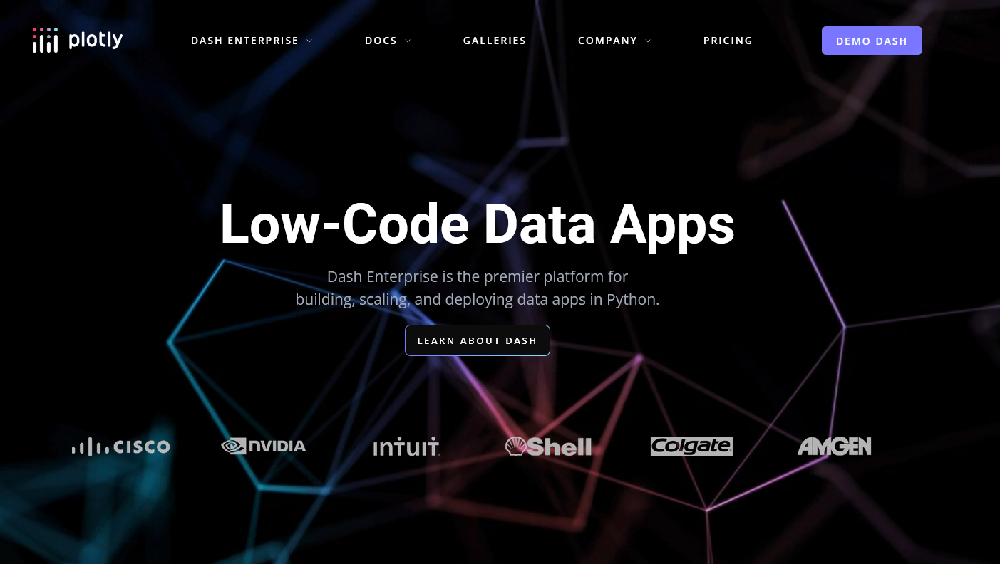 plotly
DASH ENTERPRISE
DOCS
GALLERIES
COMPANY
PRICING
DEMO DASH
Low-Code Data Apps
Dash Enterprise is the premier platform for
building, scaling, and deploying data apps in Python.
LEARN ABOUT DASH
CISCO
NVIDIA
intuit
Shell
Colgate
AMGEN